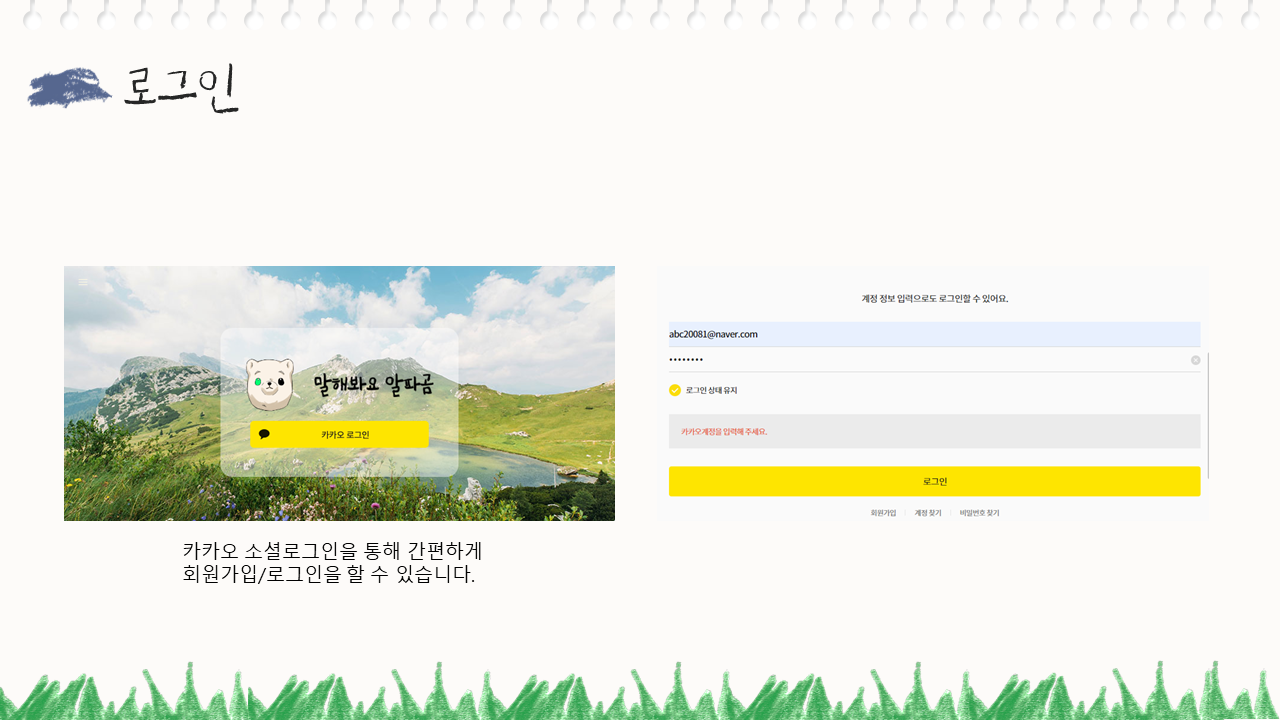 로그인
말해봐요 알따곰
카카오 로그인
카카오 소셜로그인을 통해 간편하게
회원가입/로그인을 할 수 있습니다.
계정 정보 입력으로도 로그인할 수 있어요.
abc20081@naver.com
••••••••
로그인 상태 유지
카카오계정을 입력해 주세요.
로그인
회원가입 | 계정 찾기 | 비밀번호 찾기